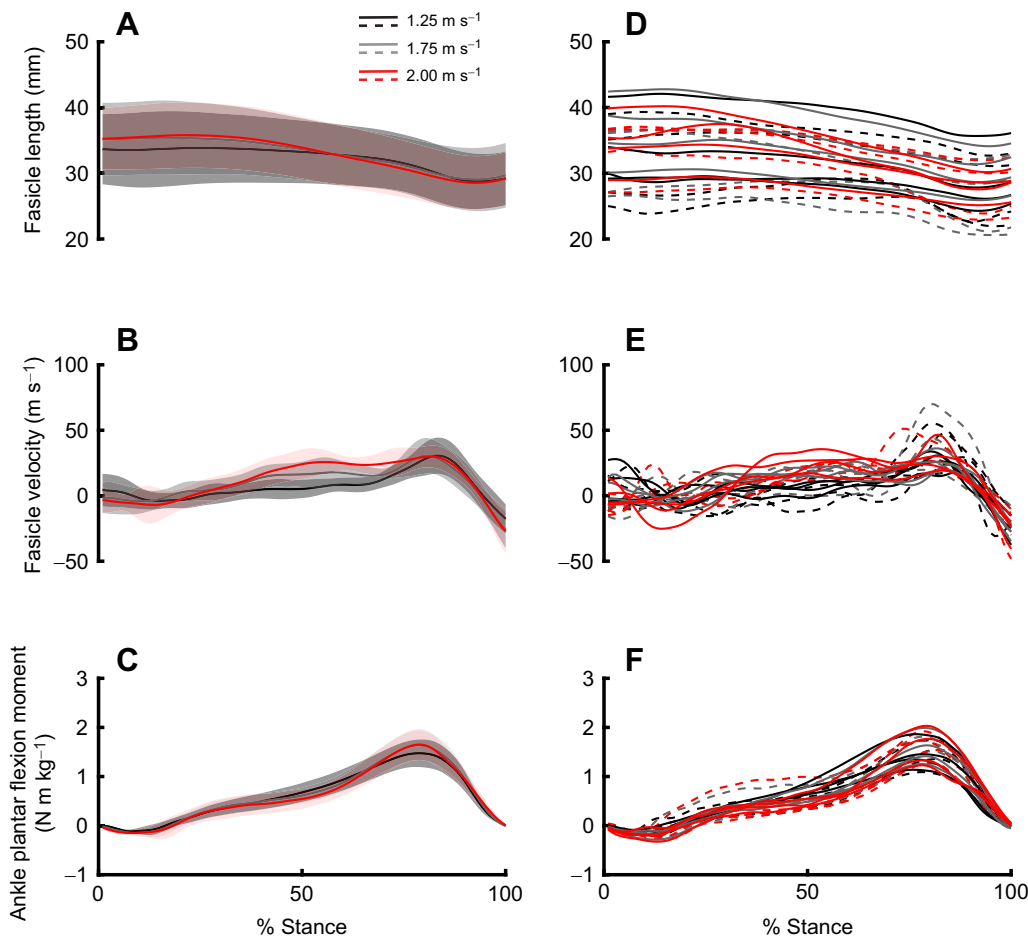 A
D
1.25 m s⁻¹
1.75 m s⁻¹
2.00 m s⁻¹
Fasicle length (mm)
50
40
30
20
50
40
30
20
B
E
Fasicle velocity (m s⁻¹)
100
50
0
–50
100
50
0
–50
C
F
Ankle plantar flexion moment
(N m kg⁻¹)
3
2
1
0
–1
3
2
1
0
–1
0
50
100
0
50
100
% Stance
% Stance